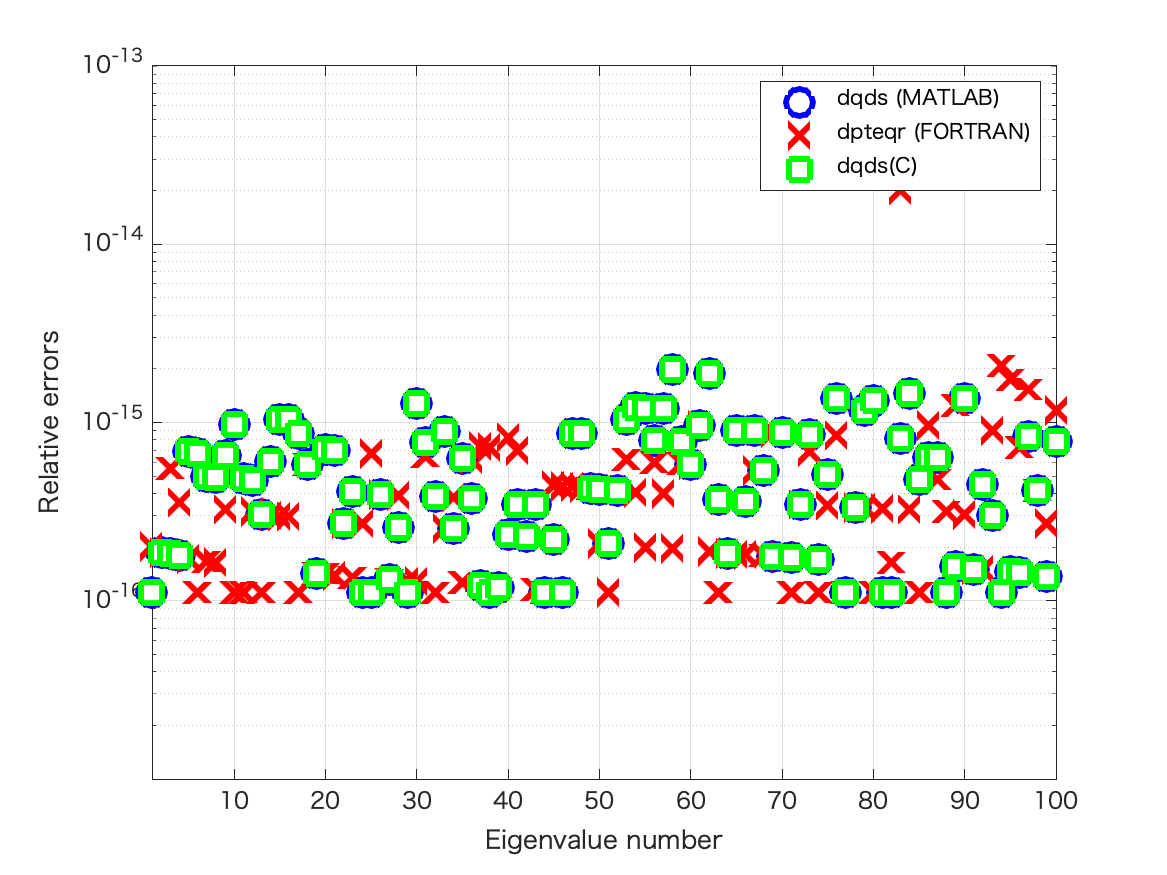 10-13
10-14
10-15
10-16
Relative errors
dqds (MATLAB)
dpteqr (FORTRAN)
dqds(C)
10 20 30 40 50 60 70 80 90 100
Eigenvalue number